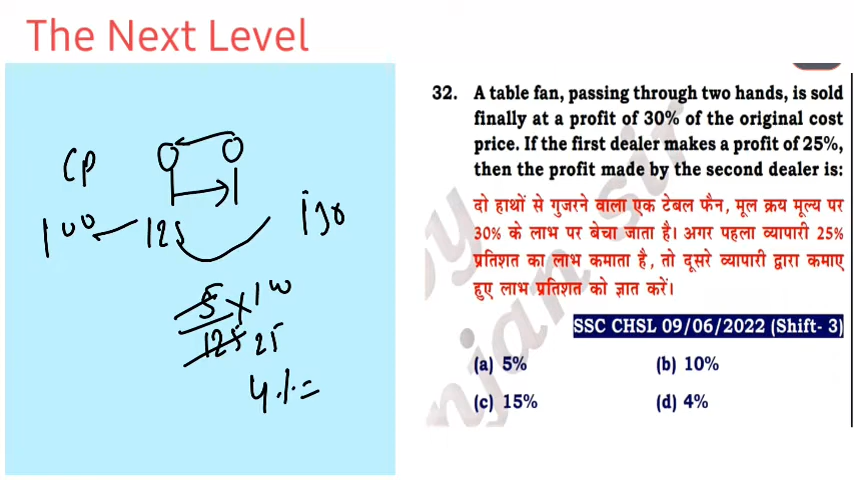 The Next Level
CP
100
125
130
5 × 100
125 25
4%=
32. A table fan, passing through two hands, is sold
finally at a profit of 30% of the original cost
price. If the first dealer makes a profit of 25%,
then the profit made by the second dealer is:
दो हाथों से गुजरने वाला एक टेबल फैन, मूल क्रय मूल्य पर
30% के लाभ पर बेचा जाता है। अगर पहला व्यापारी 25%
प्रतिशत का लाभ कमाता है, तो दूसरे व्यापारी द्वारा कमाए
हुए लाभ प्रतिशत को ज्ञात करें।
SSC CHSL 09/06/2022 (Shift- 3)
(a) 5% (b) 10%
(c) 15% (d) 4%